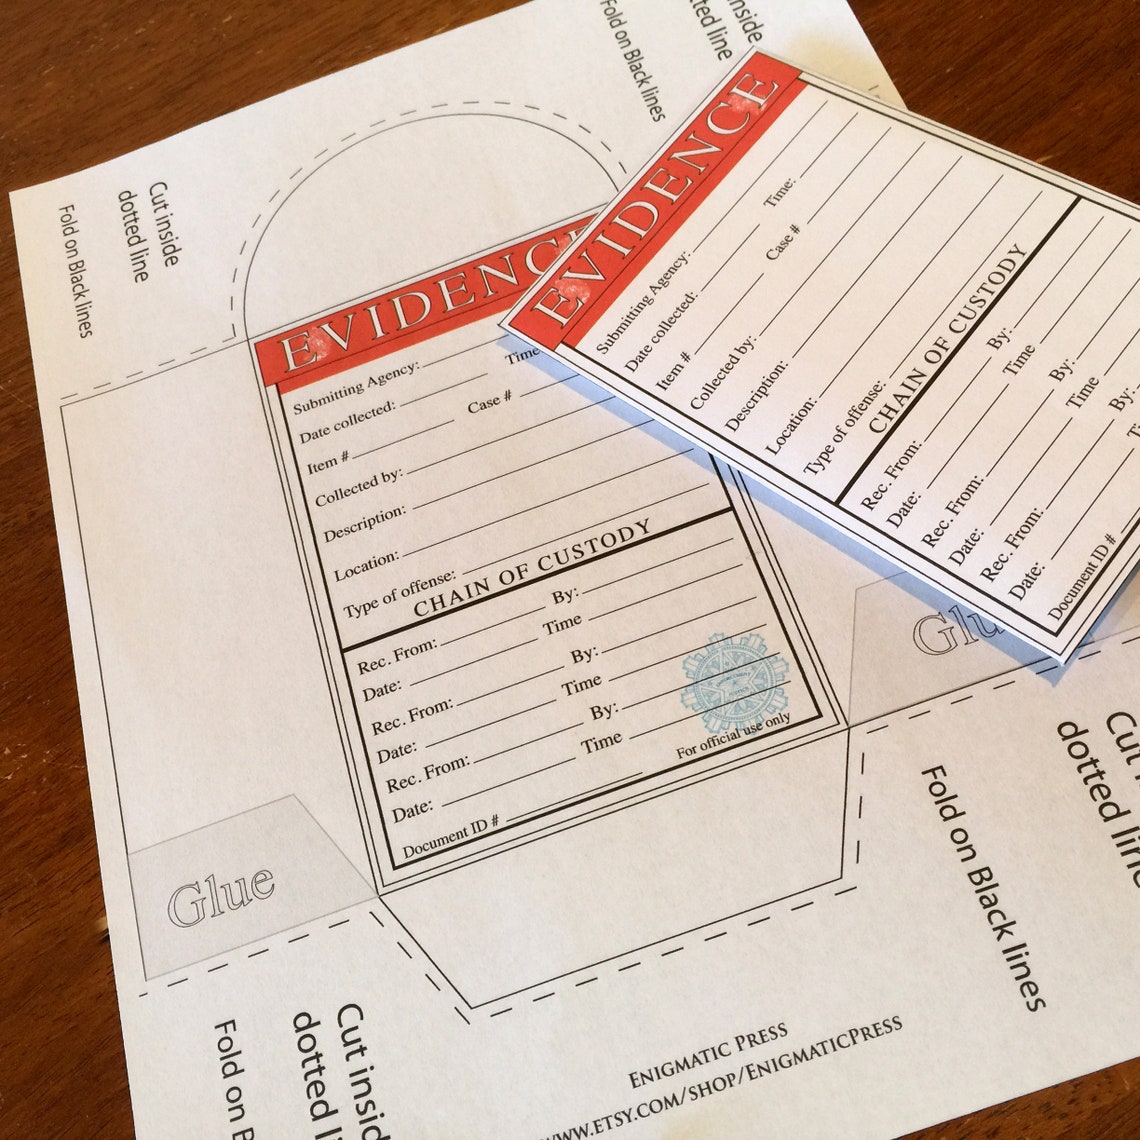 Cut inside
dotted line
Fold on Black lines
Fold on Black lines
dotted line
EVIDENCE
Submitting Agency:
Time
Date collected:
Case #
Item #
Collected by:
Description:
Location:
Type of offense:
CHAIN OF CUSTODY
Rec. From: By:
Date: Time
Rec. From: By:
Date: Time
Rec. From: By:
Date: Time
Document ID # For official use only
EVIDENCE
Submitting Agency:
Date collected: Time:
Item # Case #
Collected by:
Description:
Location:
Type of offense:
CHAIN OF CUSTODY
Rec. From: By:
Date: Time
Rec. From: By:
Date: Time
Rec. From: By:
Date:
Document ID #
Glue
Glue
Cut inside
dotted
Fold on
Fold on Black lines
dotted line
ENIGMATIC PRESS
WWW.ETSY.COM/SHOP/ENIGMATICPRESS